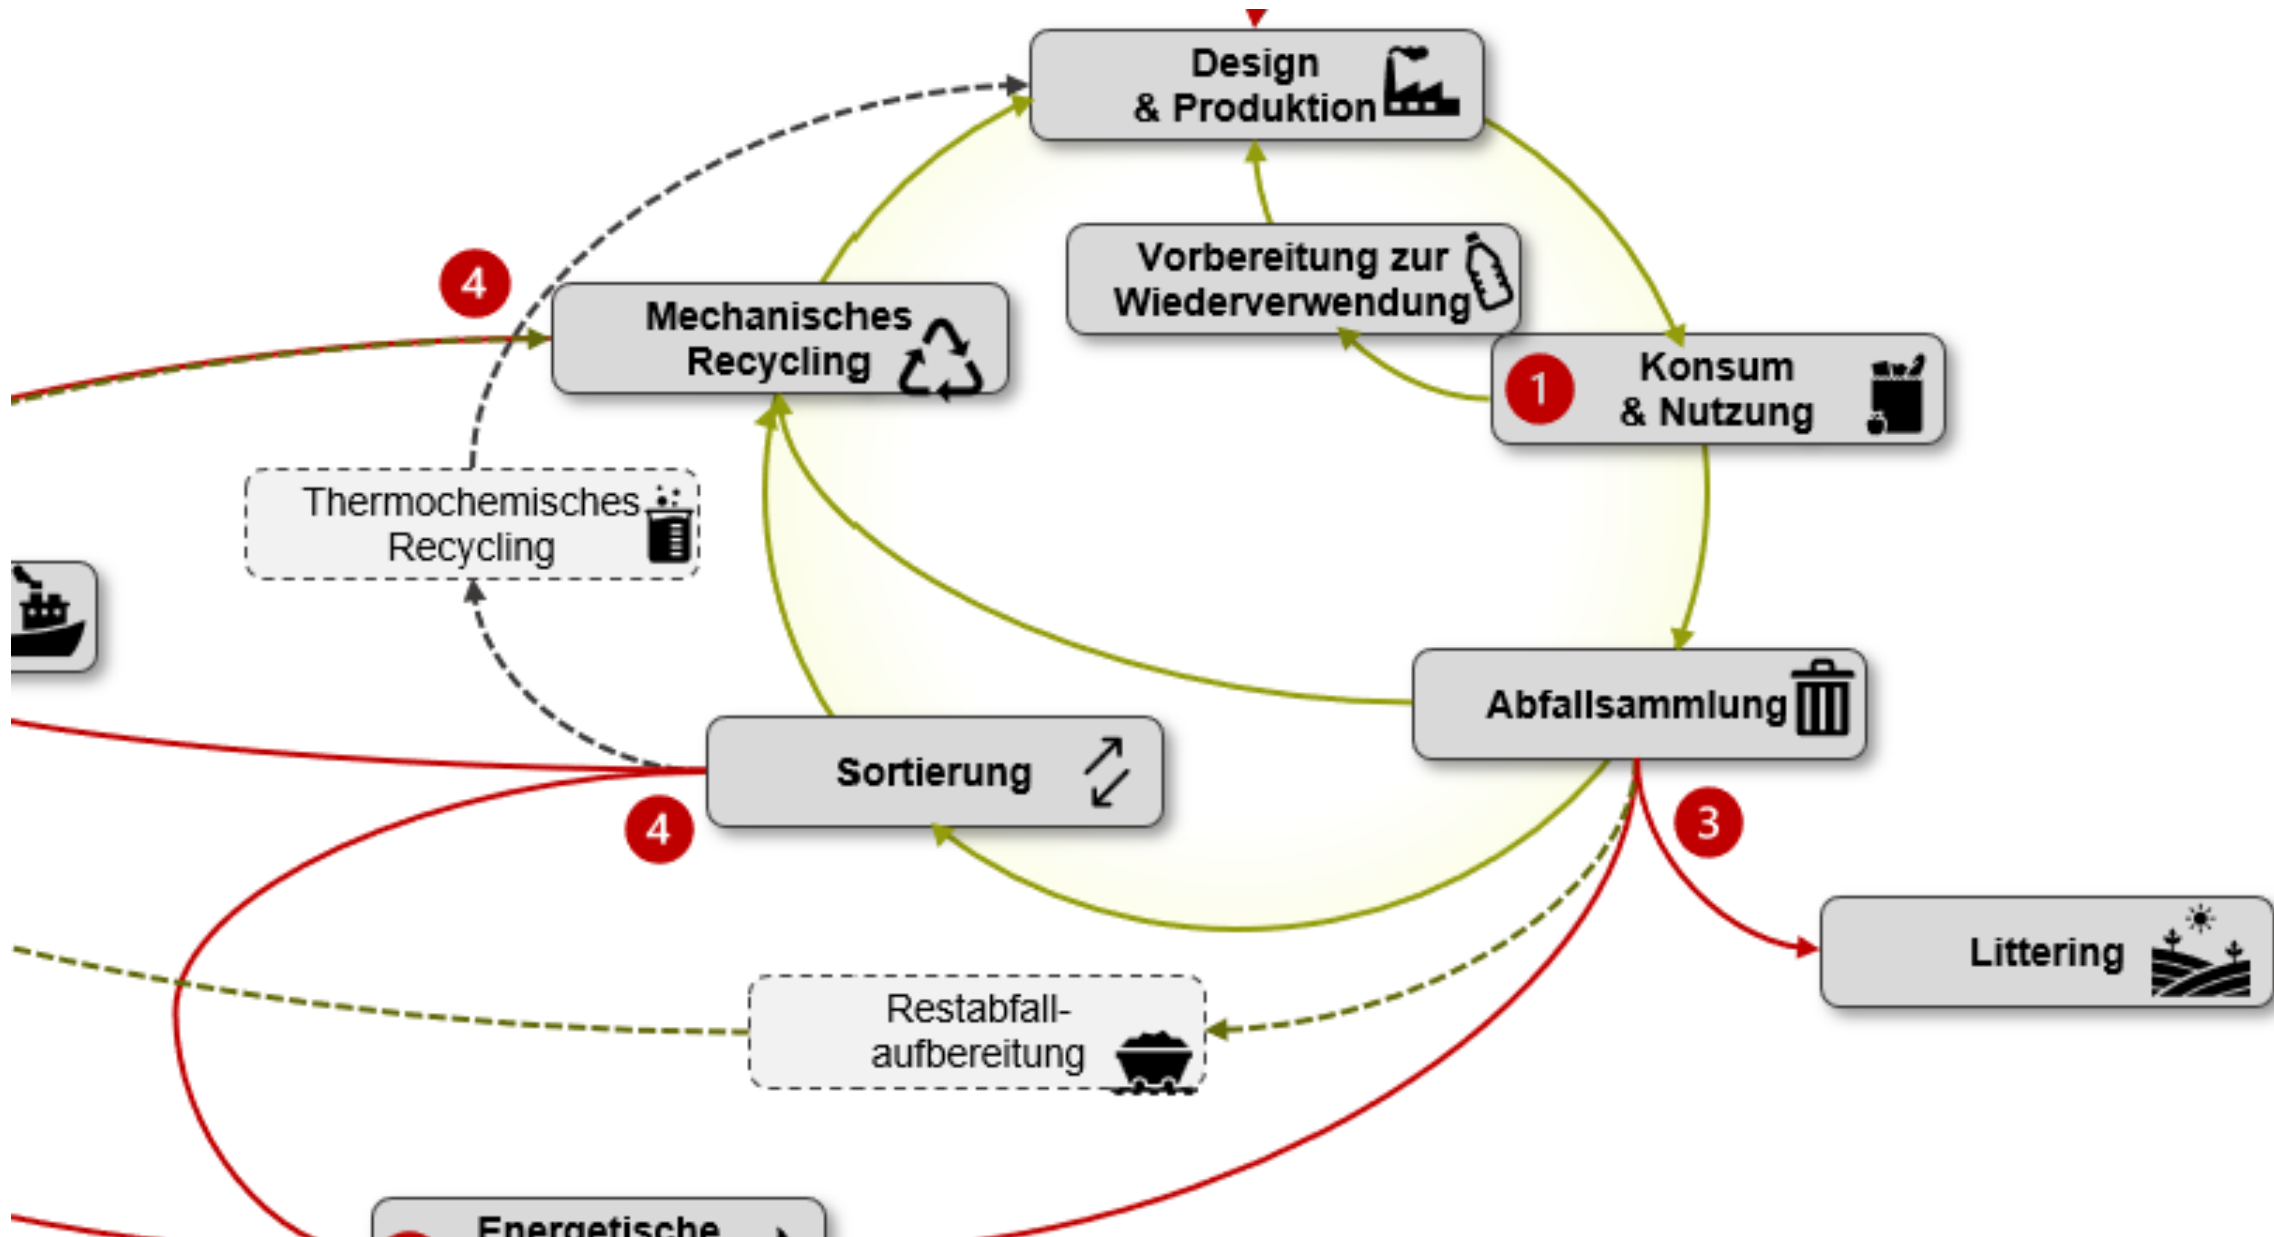 Design
& Produktion
Vorbereitung zur
Wiederverwendung
4
Mechanisches
Recycling
1
Konsum
& Nutzung
Thermochemisches
Recycling
Abfallsammlung
Sortierung
4
3
Littering
Restabfall-
aufbereitung
Energetische